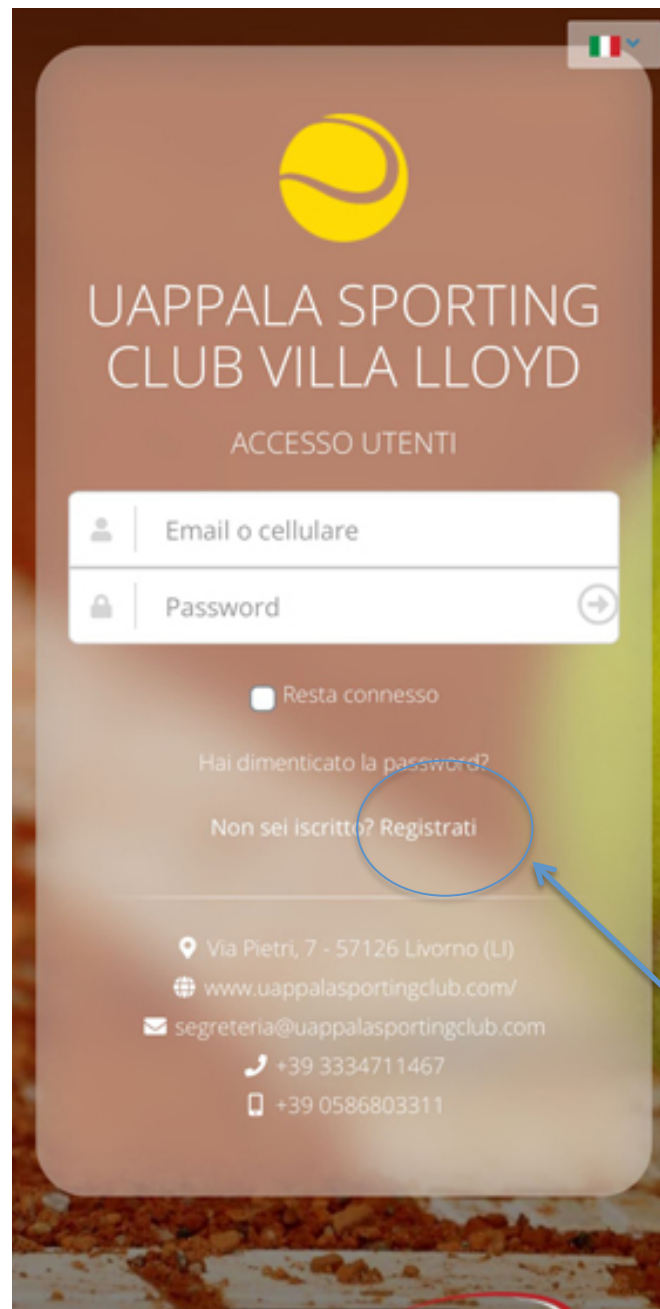 UAPPALA SPORTING
CLUB VILLA LLOYD
ACCESSO UTENTI
Email o cellulare
Password
Resta connesso
Hai dimenticato la password?
Non sei iscritto? Registrati
Via Pietri, 7 - 57126 Livorno (LI)
www.uappalasportingclub.com/
segreteria@uappalasportingclub.com
+39 3334711467
+39 0586803311